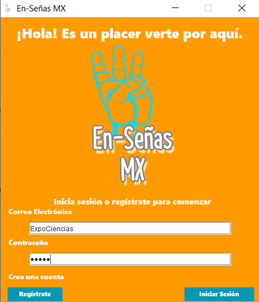 En-Señas MX
¡Hola! Es un placer verte por aquí.
En-Señas
MX
Inicia sesión o regístrate para comenzar
Correo Electrónico
ExpoCiencias
Contraseña
•••••
Crea una cuenta
Regístrate Iniciar Sesión